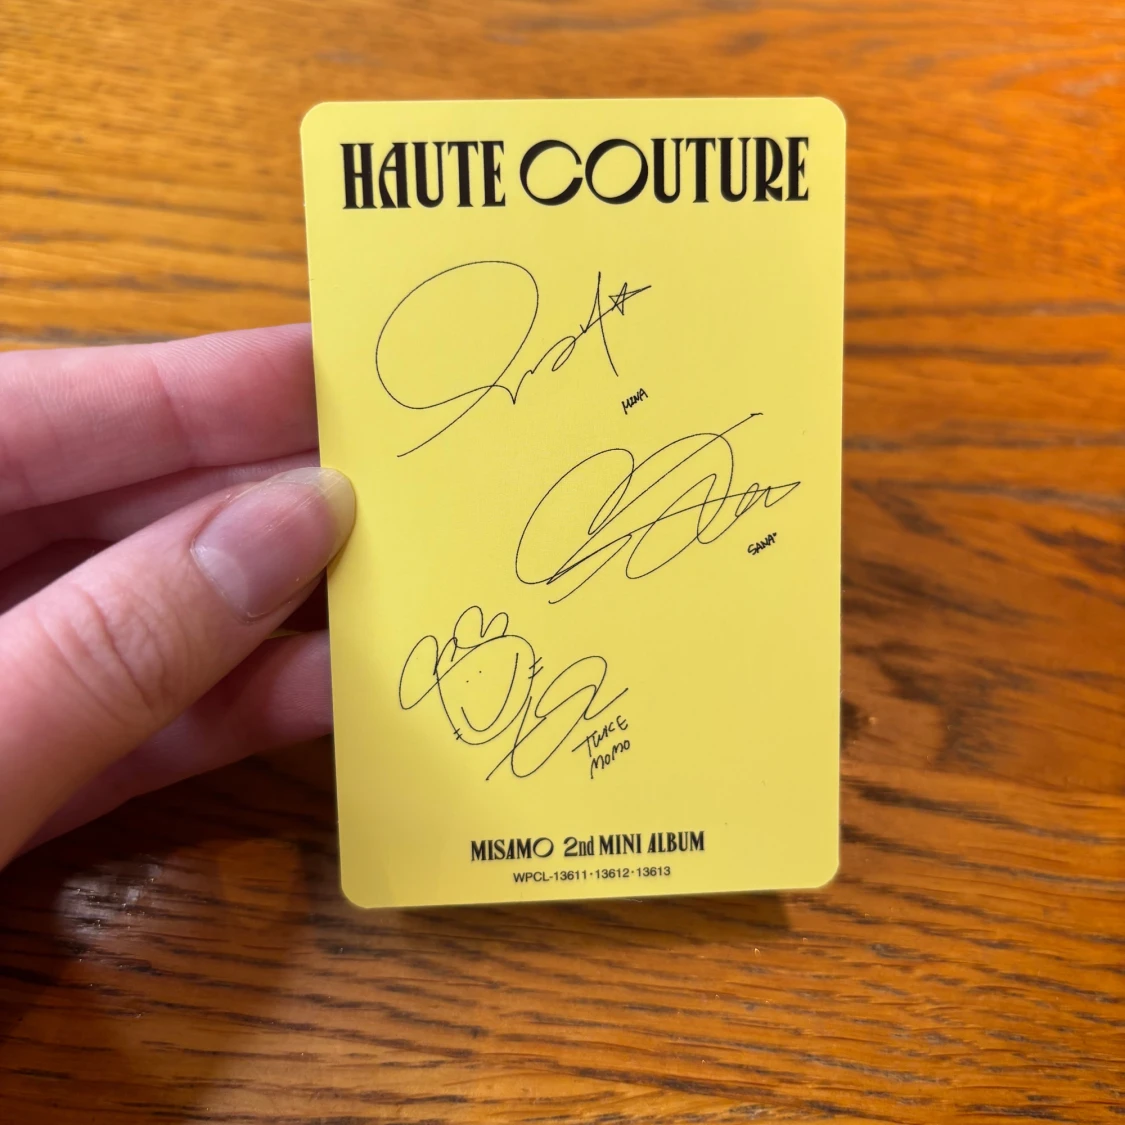 HAUTE COUTURE
MINA
SANA
TWICE
MOMO
MISAMO 2nd MINI ALBUM
WPCL-13611・13612・13613